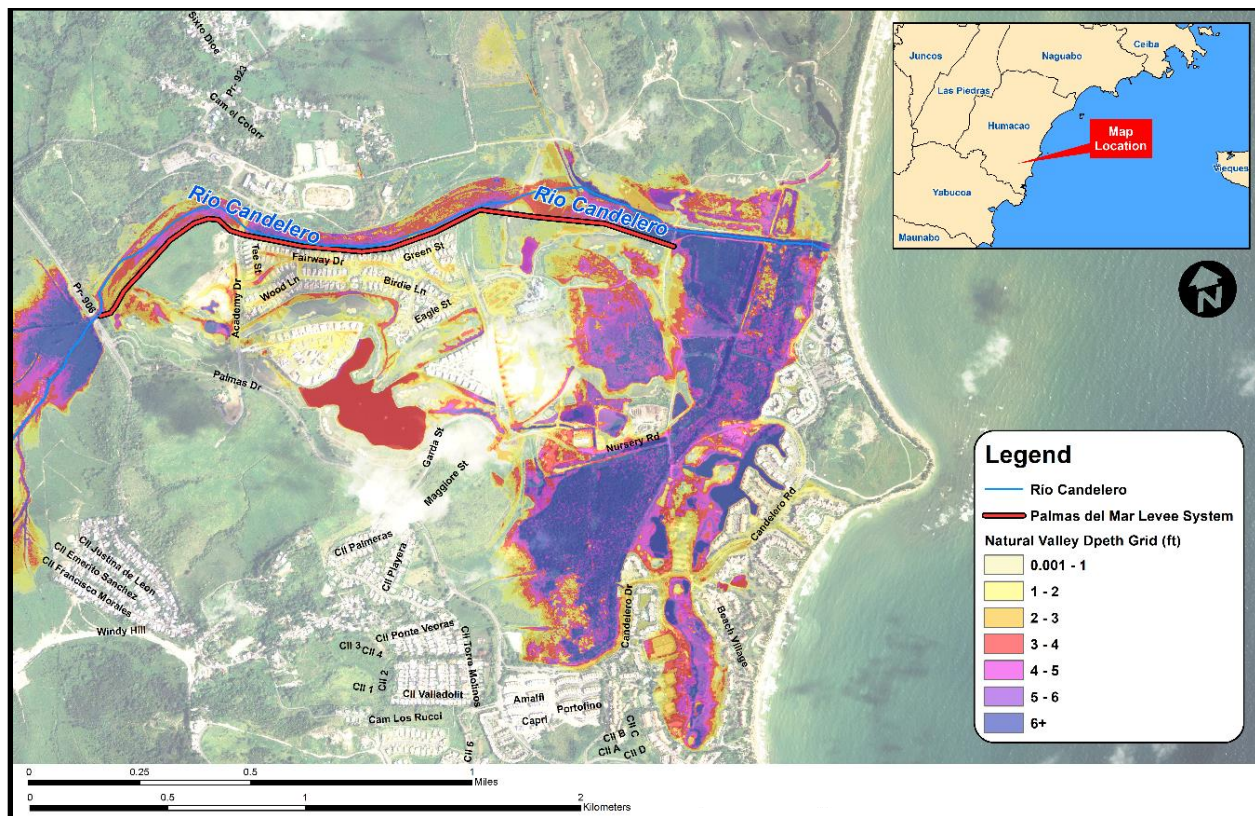 Sixto Dioe
Pr- 923
Cam el Cotorr
Rio Candelero
Rio Candelero
Pr- 906
Tee St
Fairway Dr
Green St
Wood Ln
Birdie Ln
Academy Dr
Eagle St
Palmas Dr
Garda St
Maggiore St
Nursery Rd
Candelero Rd
Cll Palmeras
Cll Playera
Cll Justina de Leon
Cll Emerito Sanchez
Cll Francisco Morales
Windy Hill
Candelero Dr
Beach Village
Cll Ponte Veoras
Cll 3
Cll 4
Cll Torre Molinos
Cll 1
Cll 2
Cll Valladolit
Cam Los Rucci
Amalfi
Capri
Portofino
Cll B
Cll C
Cll A
Cll D
Cll 5
Juncos
Naguabo
Ceiba
Las Piedras
Humacao
Map
Location
Vieques
Yabucoa
Maunabo
N
Legend
Río Candelero
Palmas del Mar Levee System
Natural Valley Dpeth Grid (ft)
0.001 - 1
1 - 2
2 - 3
3 - 4
4 - 5
5 - 6
6+
0 0.25 0.5 1
Miles
0 0.5 1 2
Kilometers